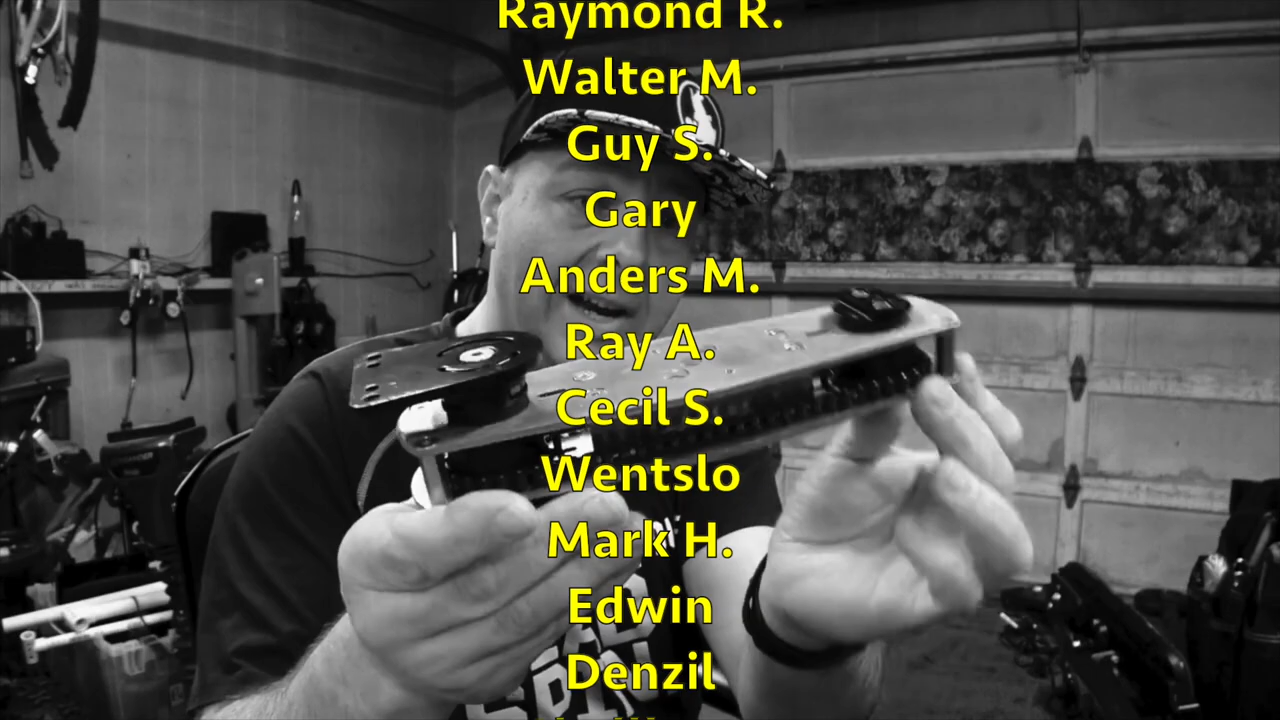 Raymond R.
Walter M.
Guy S.
Gary
Anders M.
Ray A.
Cecil S.
Wentslo
Mark H.
Edwin
Denzil